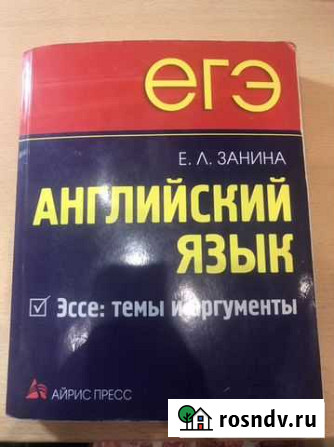 егэ
Е. Л. ЗАНИНА
АНГЛИЙСКИЙ
ЯЗЫК
Эссе: темы и аргументы
АЙРИС ПРЕСС
rosndv.ru